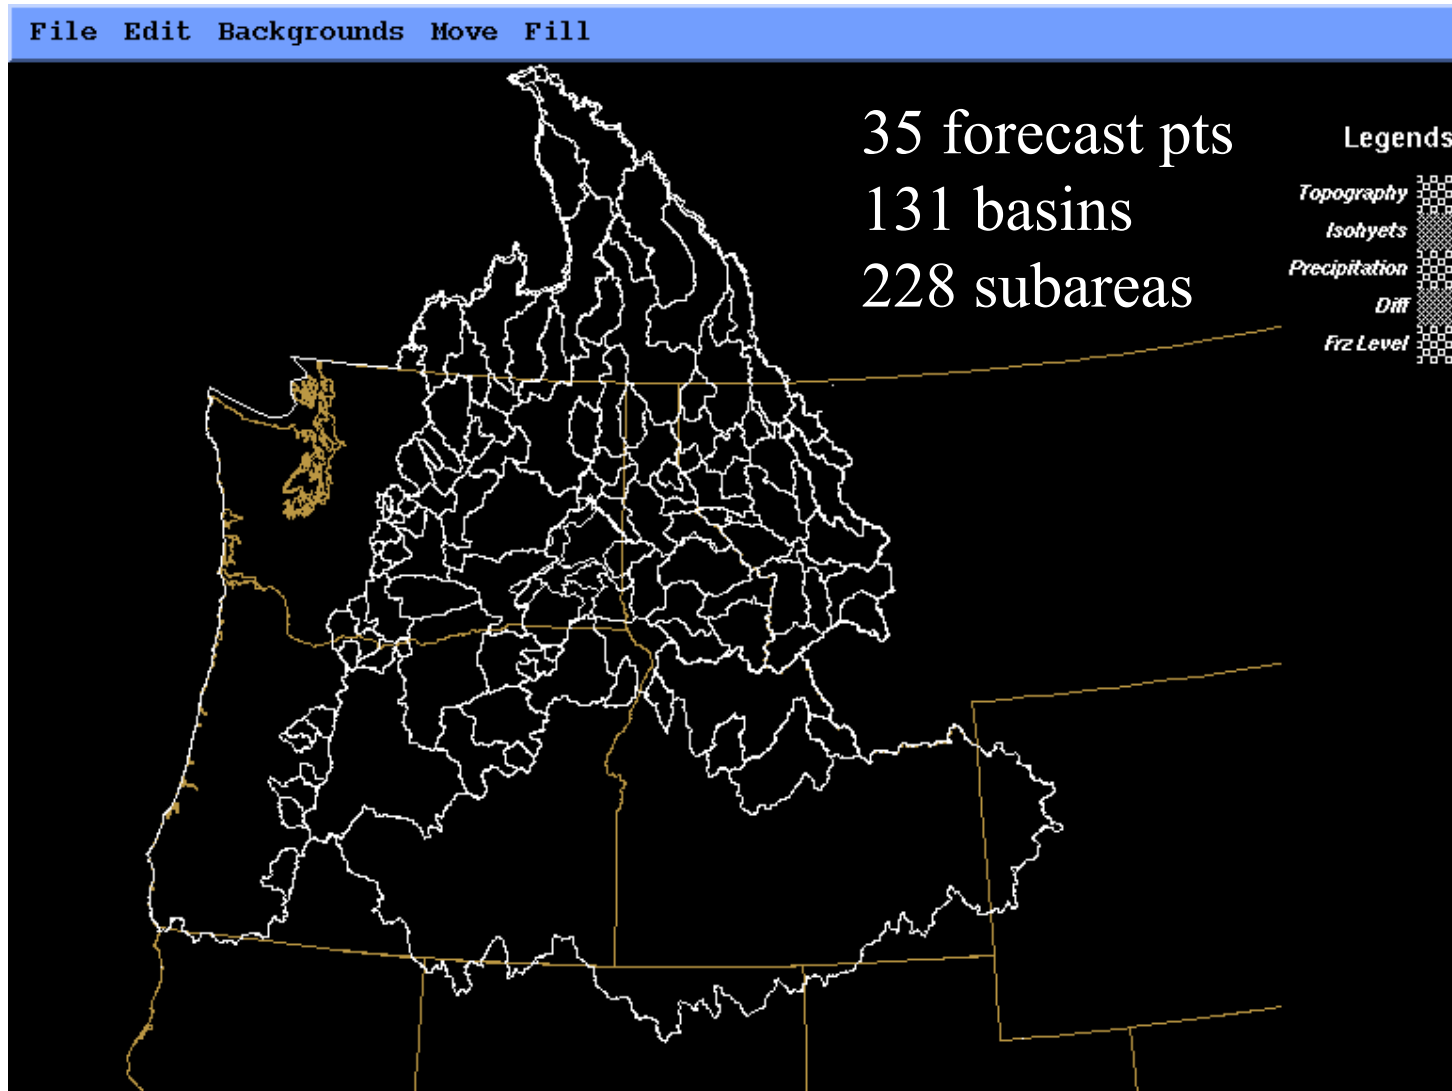 File Edit Backgrounds Move Fill
35 forecast pts
131 basins
228 subareas
Legends
Topography
Isohyets
Precipitation
Diff
Frz Level